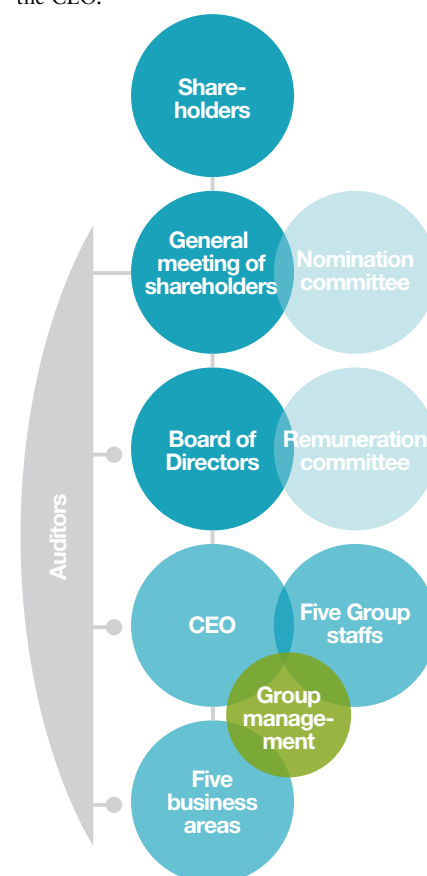 the CEO.
Share-
holders
General
meeting of
shareholders
Nomination
committee
Board of
Directors
Remuneration
committee
Auditors
CEO
Five Group
staffs
Group
manage-
ment
Five
business
areas